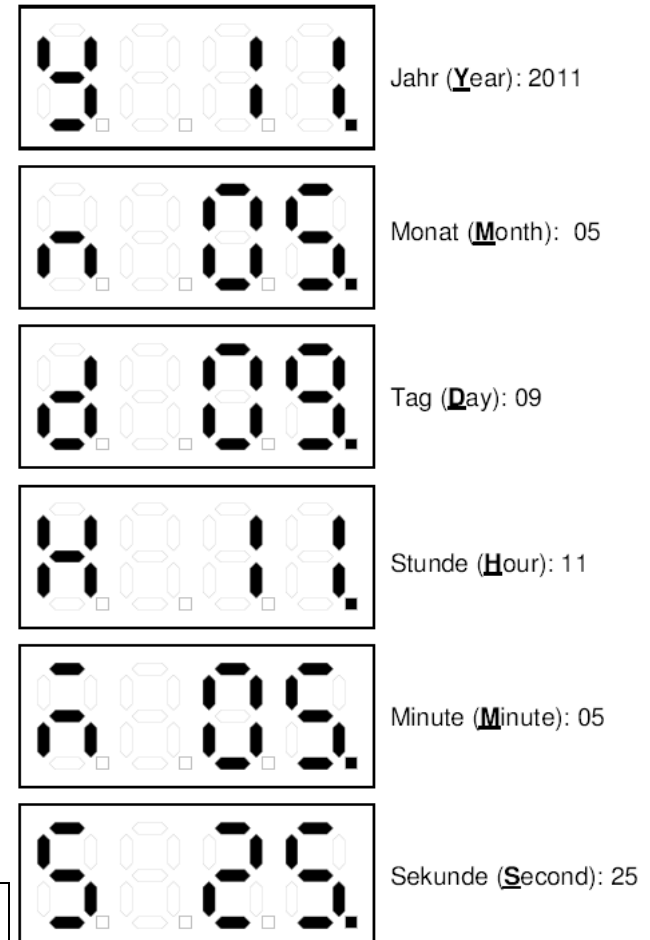 y 11. Jahr (Year): 2011
n 05. Monat (Month): 05
d 09. Tag (Day): 09
H 11. Stunde (Hour): 11
n̄ 05. Minute (Minute): 05
S 25. Sekunde (Second): 25